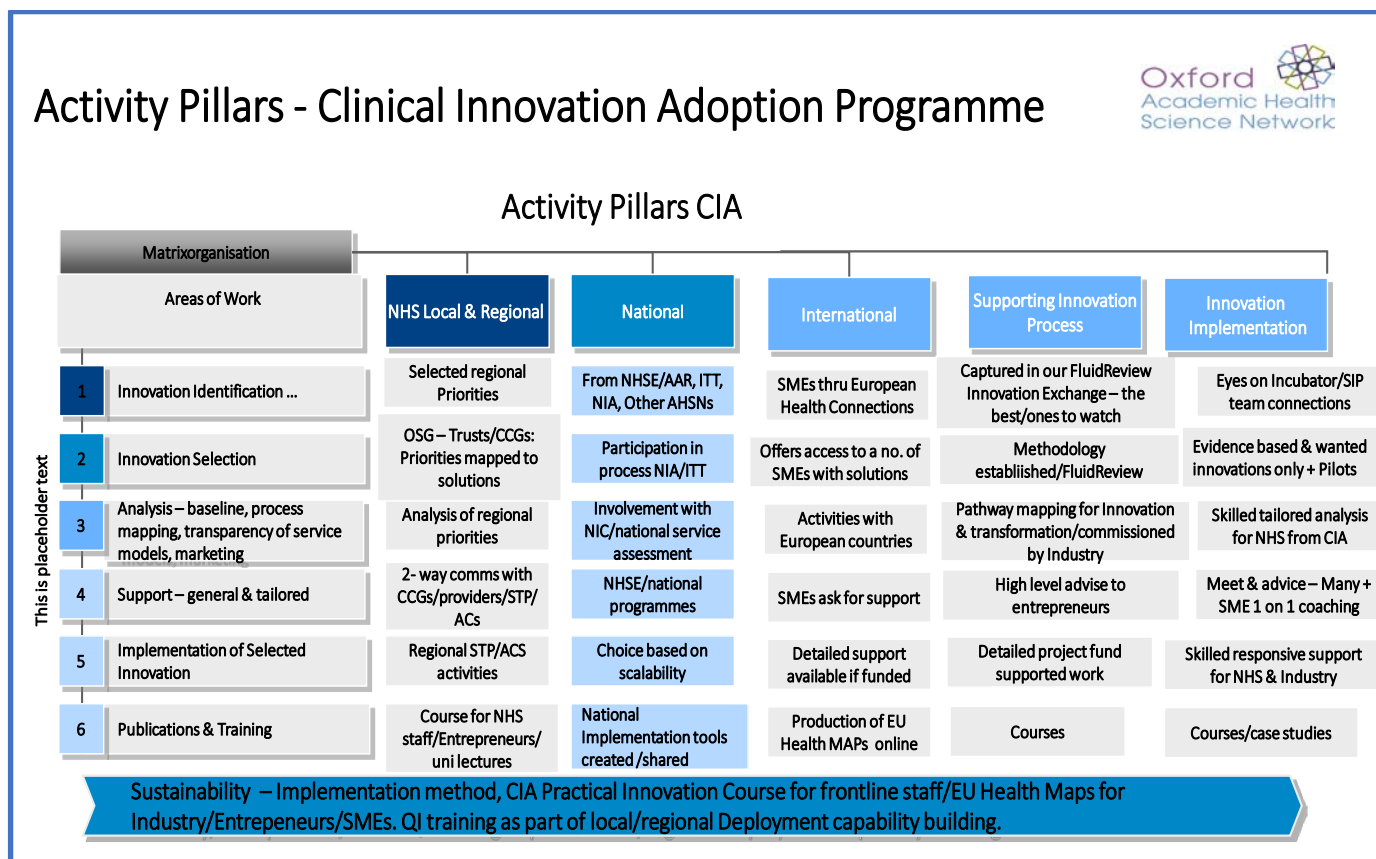 Oxford
Academic Health
Science Network
Activity Pillars - Clinical Innovation Adoption Programme
Activity Pillars CIA
Matrixorganisation
Areas of Work
NHS Local & Regional
National
International
Supporting Innovation
Process
Innovation
Implementation
This is placeholder text
1
Innovation Identification ...
Selected regional
Priorities
From NHSE/AAR, ITT,
NIA, Other AHSNs
SMEs thru European
Health Connections
Captured in our FluidReview
Innovation Exchange – the
best/ones to watch
Eyes on Incubator/SIP
team connections
2
Innovation Selection
OSG – Trusts/CCGs:
Priorities mapped to
solutions
Participation in
process NIA/ITT
Offers access to a no. of
SMEs with solutions
Methodology
establiished/FluidReview
Evidence based & wanted
innovations only + Pilots
3
Analysis – baseline, process
mapping, transparency of service
models, marketing
Analysis of regional
priorities
Involvement with
NIC/national service
assessment
Activities with
European countries
Pathway mapping for Innovation
& transformation/commissioned
by Industry
Skilled tailored analysis
for NHS from CIA
4
Support – general & tailored
2- way comms with
CCGs/providers/STP/
ACs
NHSE/national
programmes
SMEs ask for support
High level advise to
entrepreneurs
Meet & advice – Many +
SME 1 on 1 coaching
5
Implementation of Selected
Innovation
Regional STP/ACS
activities
Choice based on
scalability
Detailed support
available if funded
Detailed project fund
supported work
Skilled responsive support
for NHS & Industry
6
Publications & Training
Course for NHS
staff/Entrepreneurs/
uni lectures
National
Implementation tools
created /shared
Production of EU
Health MAPs online
Courses
Courses/case studies
Sustainability – Implementation method, CIA Practical Innovation Course for frontline staff/EU Health Maps for
Industry/Entrepeneurs/SMEs. QI training as part of local/regional Deployment capability building.